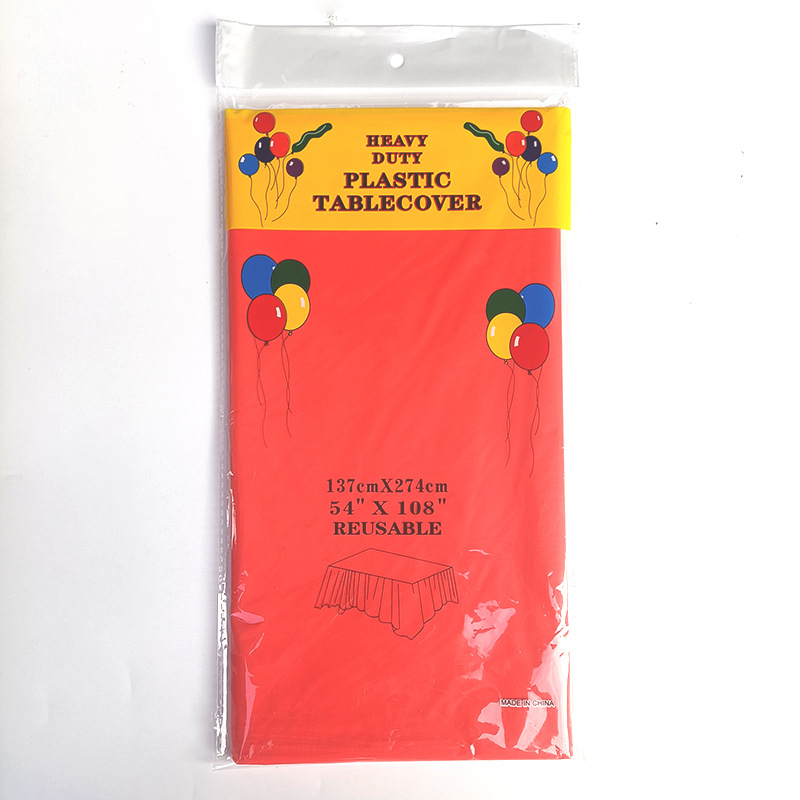 HEAVY
DUTY
PLASTIC
TABLECOVER
137cmX274cm
54" X 108"
REUSABLE
MADE IN CHINA